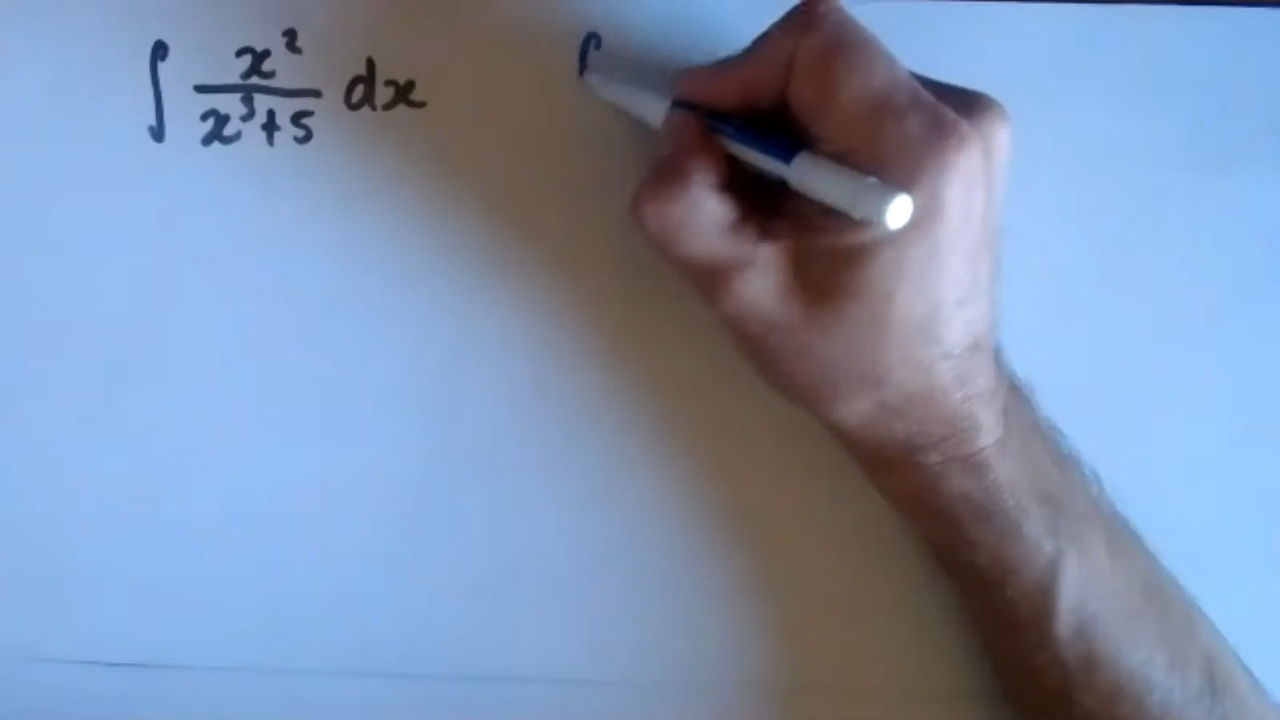 ∫ x²/(x³+5) dx ∫